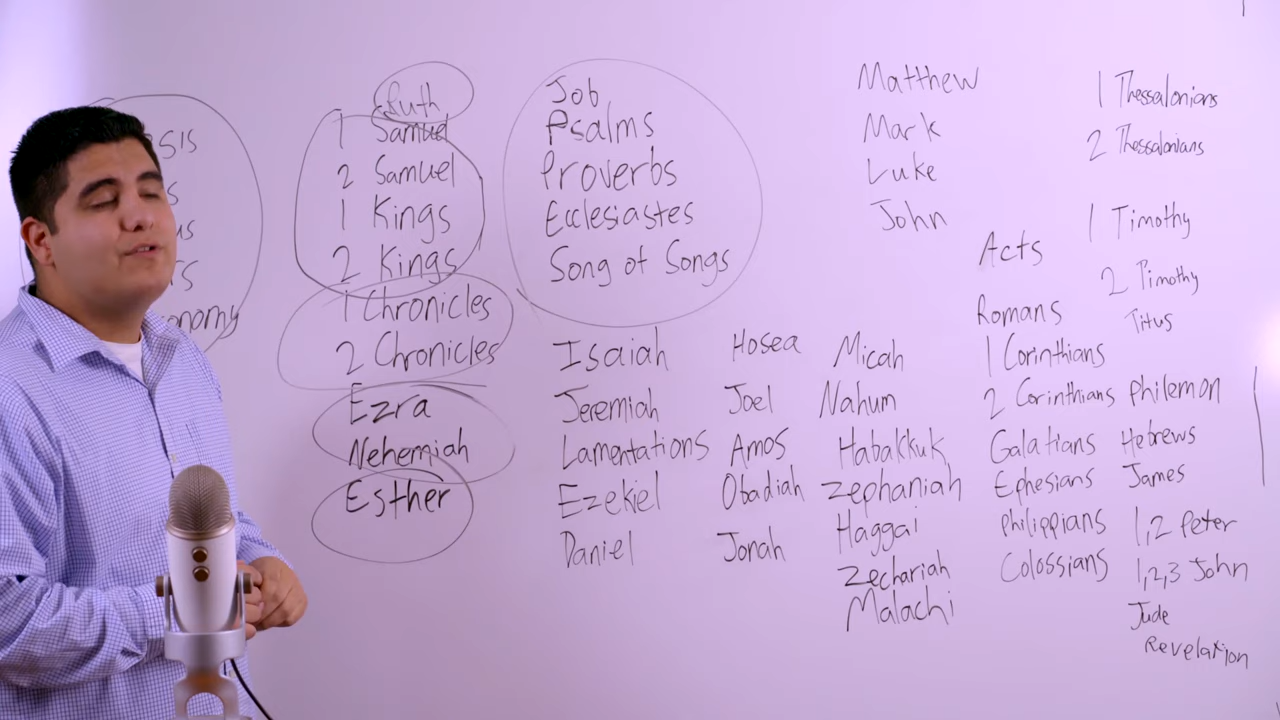 Ruth
1 Samuel
2 Samuel
1 Kings
2 Kings
1 Chronicles
2 Chronicles
Ezra
Nehemiah
Esther
Job
Psalms
Proverbs
Ecclesiastes
Song of Songs
Isaiah
Jeremiah
Lamentations
Ezekiel
Daniel
Hosea
Joel
Amos
Obadiah
Jonah
Micah
Nahum
Habakkuk
Zephaniah
Haggai
Zechariah
Malachi
Matthew
Mark
Luke
John
Acts
Romans
1 Corinthians
2 Corinthians
Galatians
Ephesians
Philippians
Colossians
1 Thessalonians
2 Thessalonians
1 Timothy
2 Pimothy
Titus
Philemon
Hebrews
James
1,2 Peter
1,2,3 John
Jude
Revelation